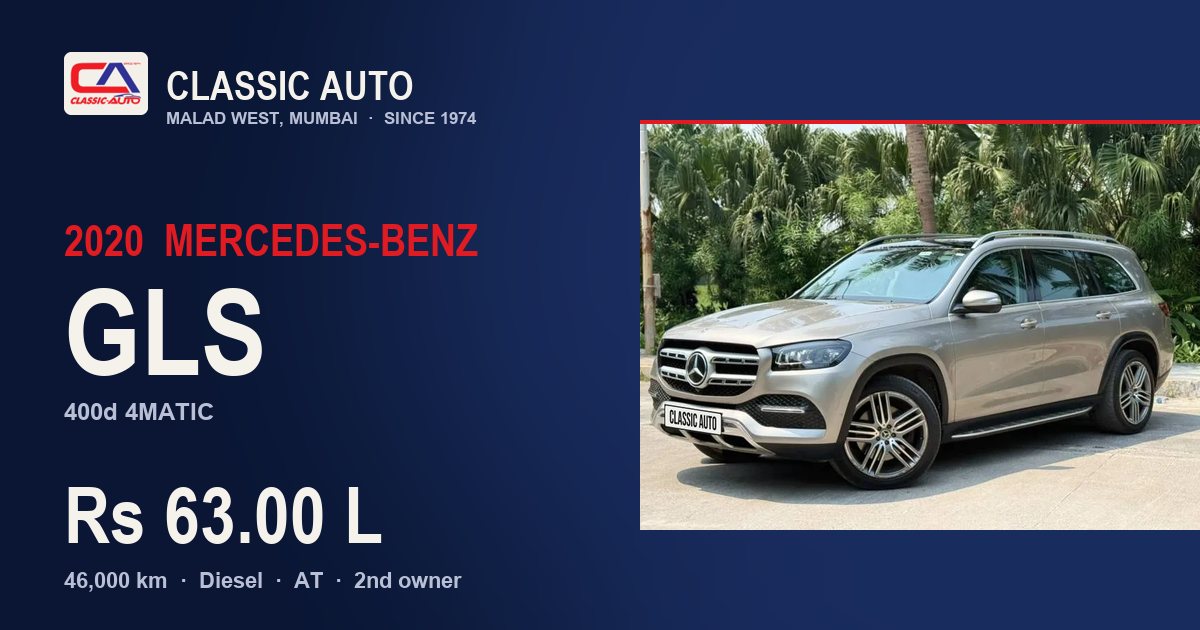 CA
CLASSIC-AUTO
CLASSIC AUTO
MALAD WEST, MUMBAI · SINCE 1974
2020 MERCEDES-BENZ
GLS
400d 4MATIC
Rs 63.00 L
46,000 km · Diesel · AT · 2nd owner
CLASSIC AUTO